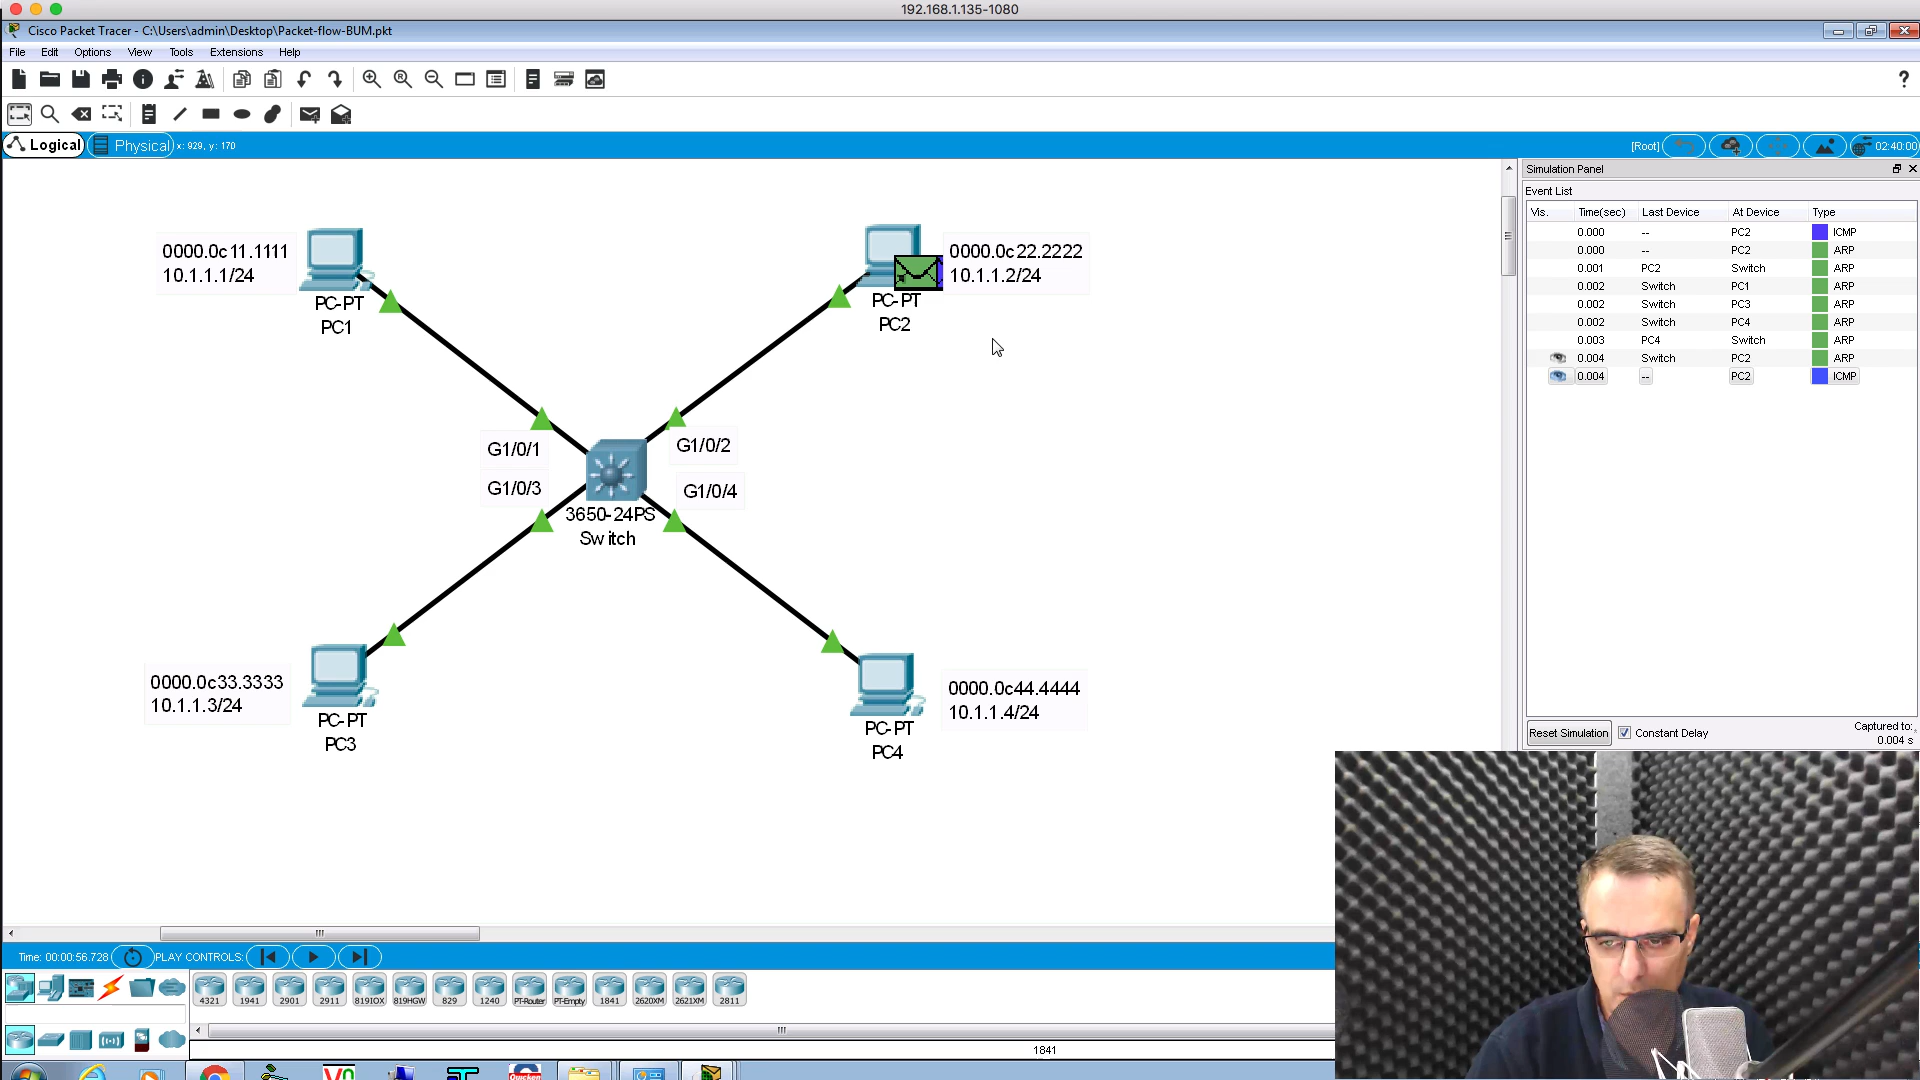 192.168.1.135-1080
Cisco Packet Tracer - C:\Users\admin\Desktop\Packet-flow-BUM.pkt
File Edit Options View Tools Extensions Help
?
Logical Physical x: 929, y: 170 [Root] 02:40:00
Simulation Panel
Event List
Vis. Time(sec) Last Device At Device Type
0.000 -- PC2 ICMP
0.000 -- PC2 ARP
0.001 PC2 Switch ARP
0.002 Switch PC1 ARP
0.002 Switch PC3 ARP
0.002 Switch PC4 ARP
0.003 PC4 Switch ARP
0.004 Switch PC2 ARP
0.004 -- PC2 ICMP
Reset Simulation Constant Delay Captured to:
0.004 s
0000.0c11.1111
10.1.1.1/24
PC-PT
PC1
0000.0c22.2222
10.1.1.2/24
PC-PT
PC2
G1/0/1
G1/0/2
G1/0/3
G1/0/4
3650-24PS
Switch
0000.0c33.3333
10.1.1.3/24
PC-PT
PC3
0000.0c44.4444
10.1.1.4/24
PC-PT
PC4
Time: 00:00:56.728 PLAY CONTROLS:
4321 1941 2901 2911 819IOX 819HGW 829 1240 PT-Router PT-Empty 1841 2620XM 2621XM 2811
1841
Quicken